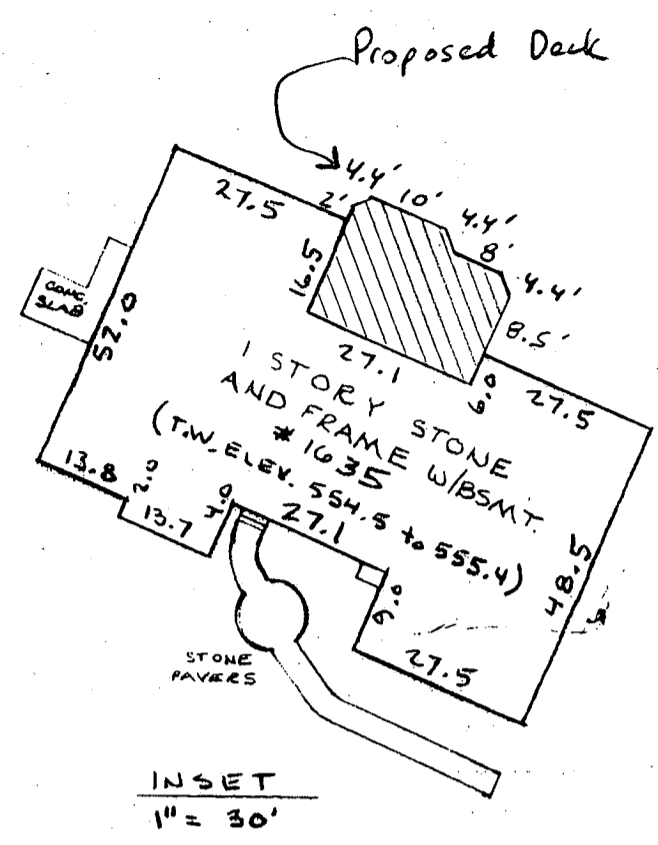 Proposed Deck
4.4'
2'
10'
4.4'
8'
4.4'
8.5'
27.5
16.5
27.1
6.0
27.5
CONC.
SLAB
52.0
1 STORY STONE
AND FRAME W/BSMT.
* 1635
(T.W. ELEV. 554.5 to 555.4)
13.8
2.0
13.7
4.0
27.1
9.0
48.5
27.5
STONE
PAVERS
INSET
1" = 30'